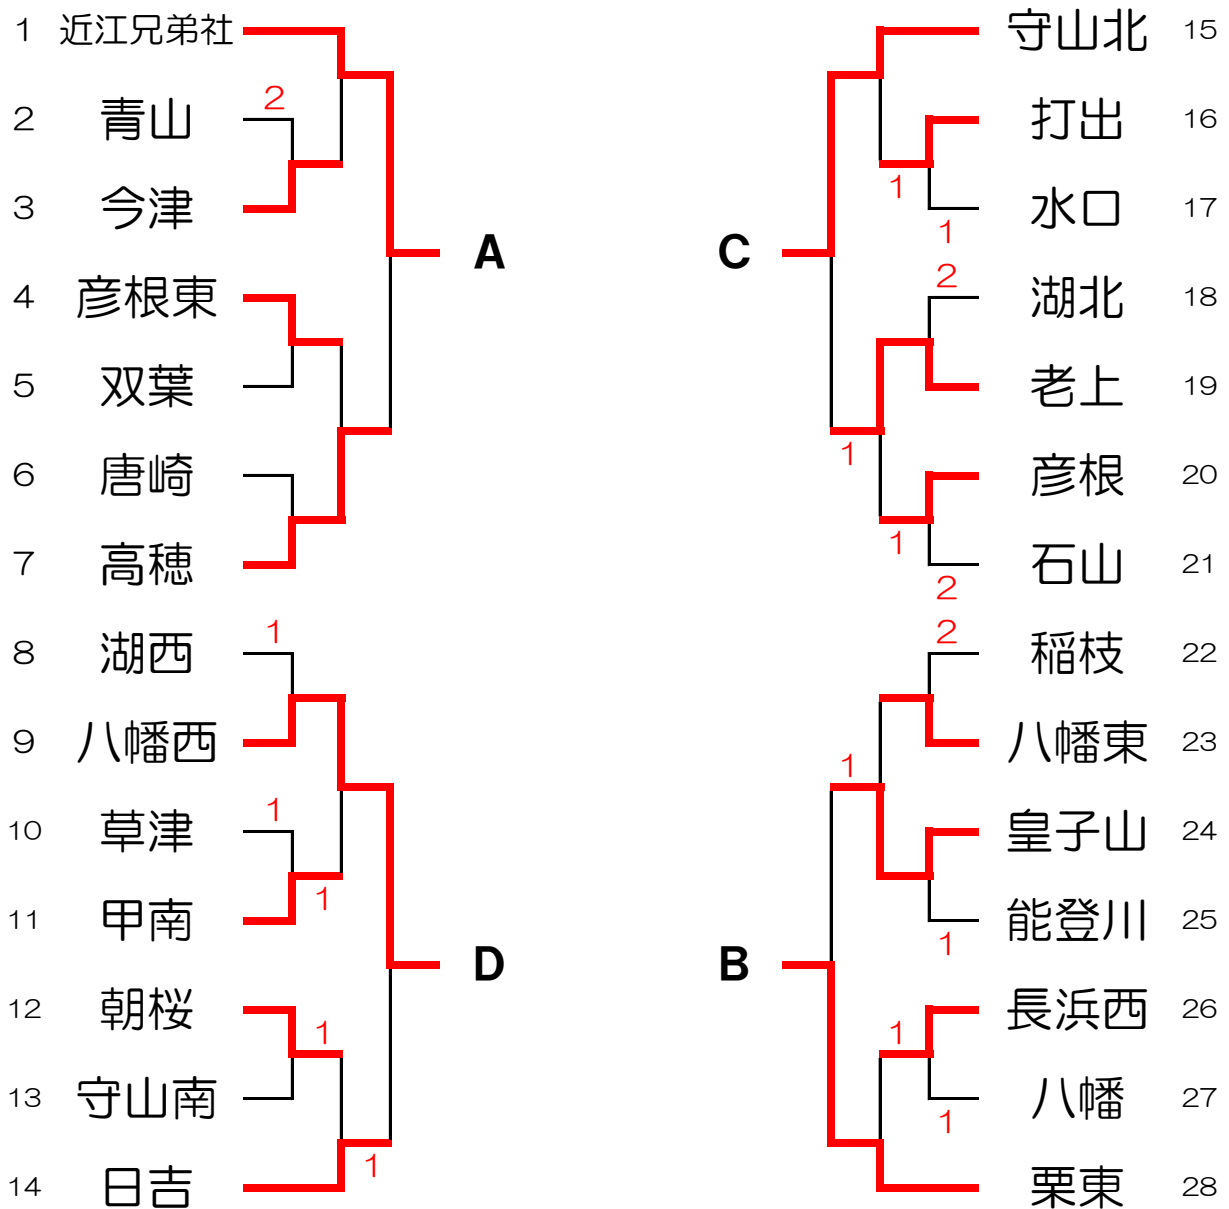 1 近江兄弟社
2 青山 2
3 今津
A
4 彦根東
5 双葉
6 唐崎
7 高穂
8 湖西 1
9 八幡西
10 草津 1
11 甲南 1
D
12 朝桜 1
13 守山南
1
14 日吉
守山北 15
打出 16
1 水口 17
1
C
2 湖北 18
老上 19
1
彦根 20
1 石山 21
2
2 稲枝 22
八幡東 23
1
皇子山 24
能登川 25
1
B
1 長浜西 26
八幡 27
1
栗東 28